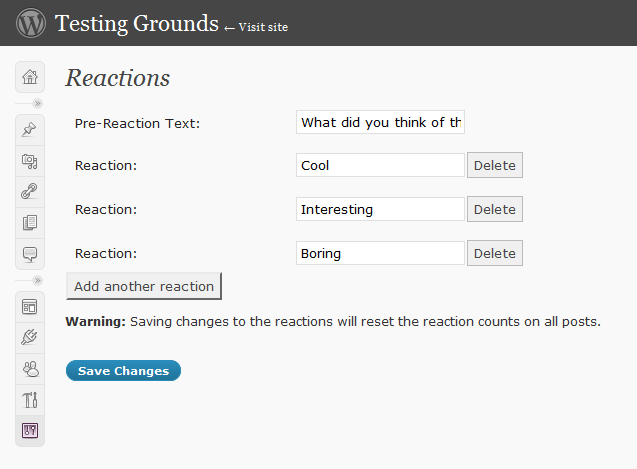 Testing Grounds ← Visit site
Reactions
Pre-Reaction Text: What did you think of th
Reaction: Cool Delete
Reaction: Interesting Delete
Reaction: Boring Delete
Add another reaction
Warning: Saving changes to the reactions will reset the reaction counts on all posts.
Save Changes